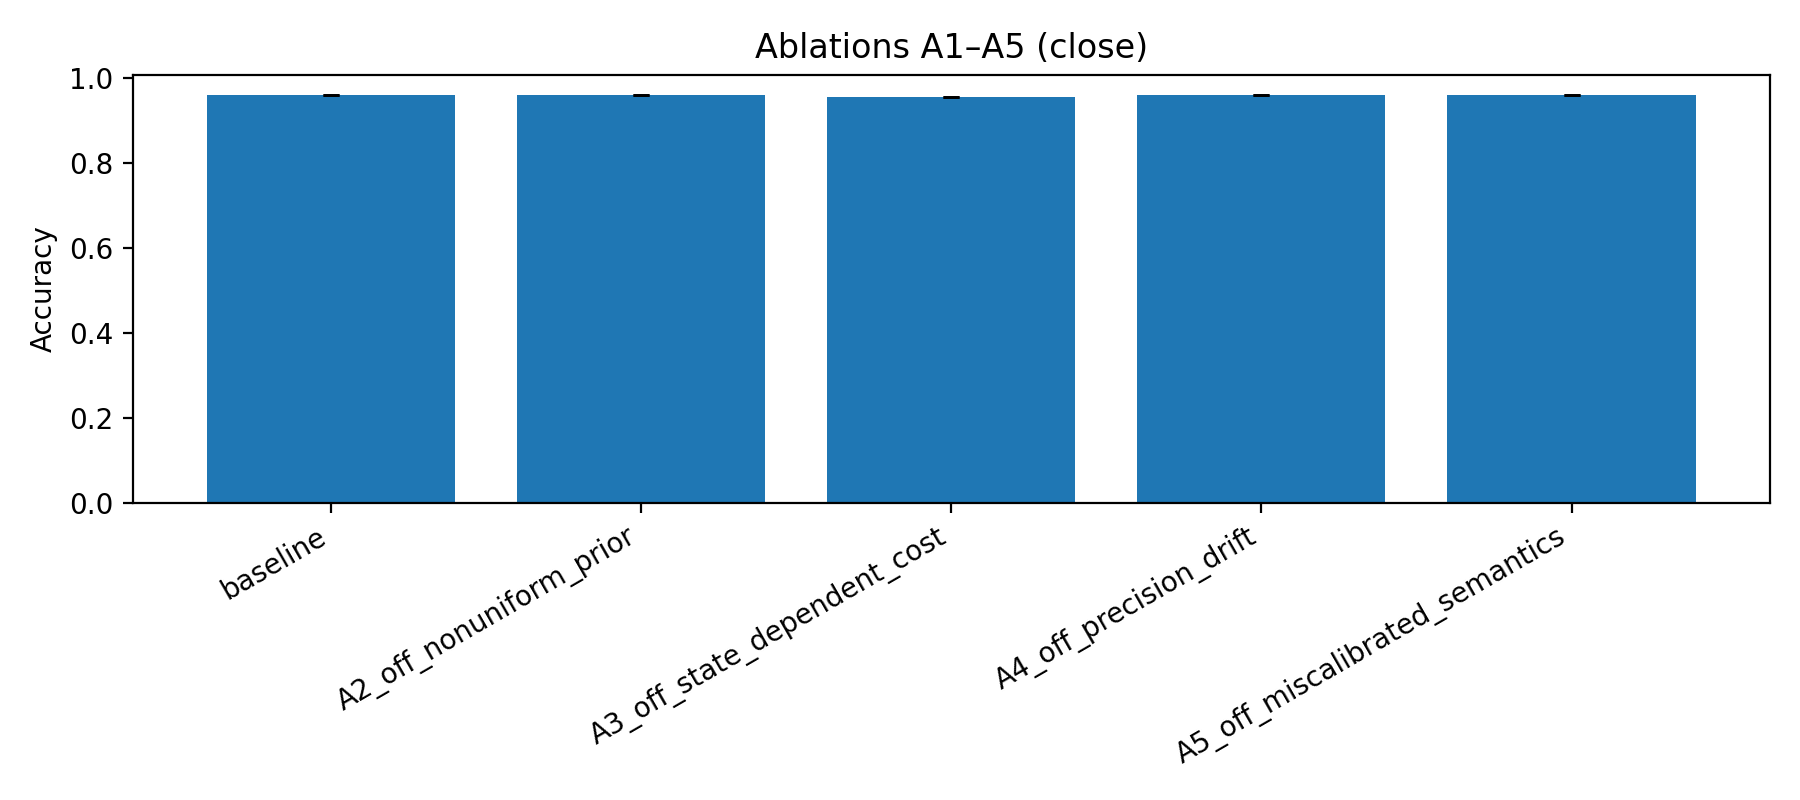 Ablations A1–A5 (close)
Accuracy
1.0
0.8
0.6
0.4
0.2
0.0
baseline
A2_off_nonuniform_prior
A3_off_state_dependent_cost
A4_off_precision_drift
A5_off_miscalibrated_semantics